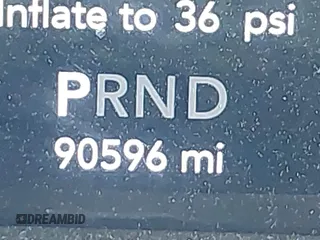 Inflate to 36 psi
PRND
90596 mi
DREAMBID